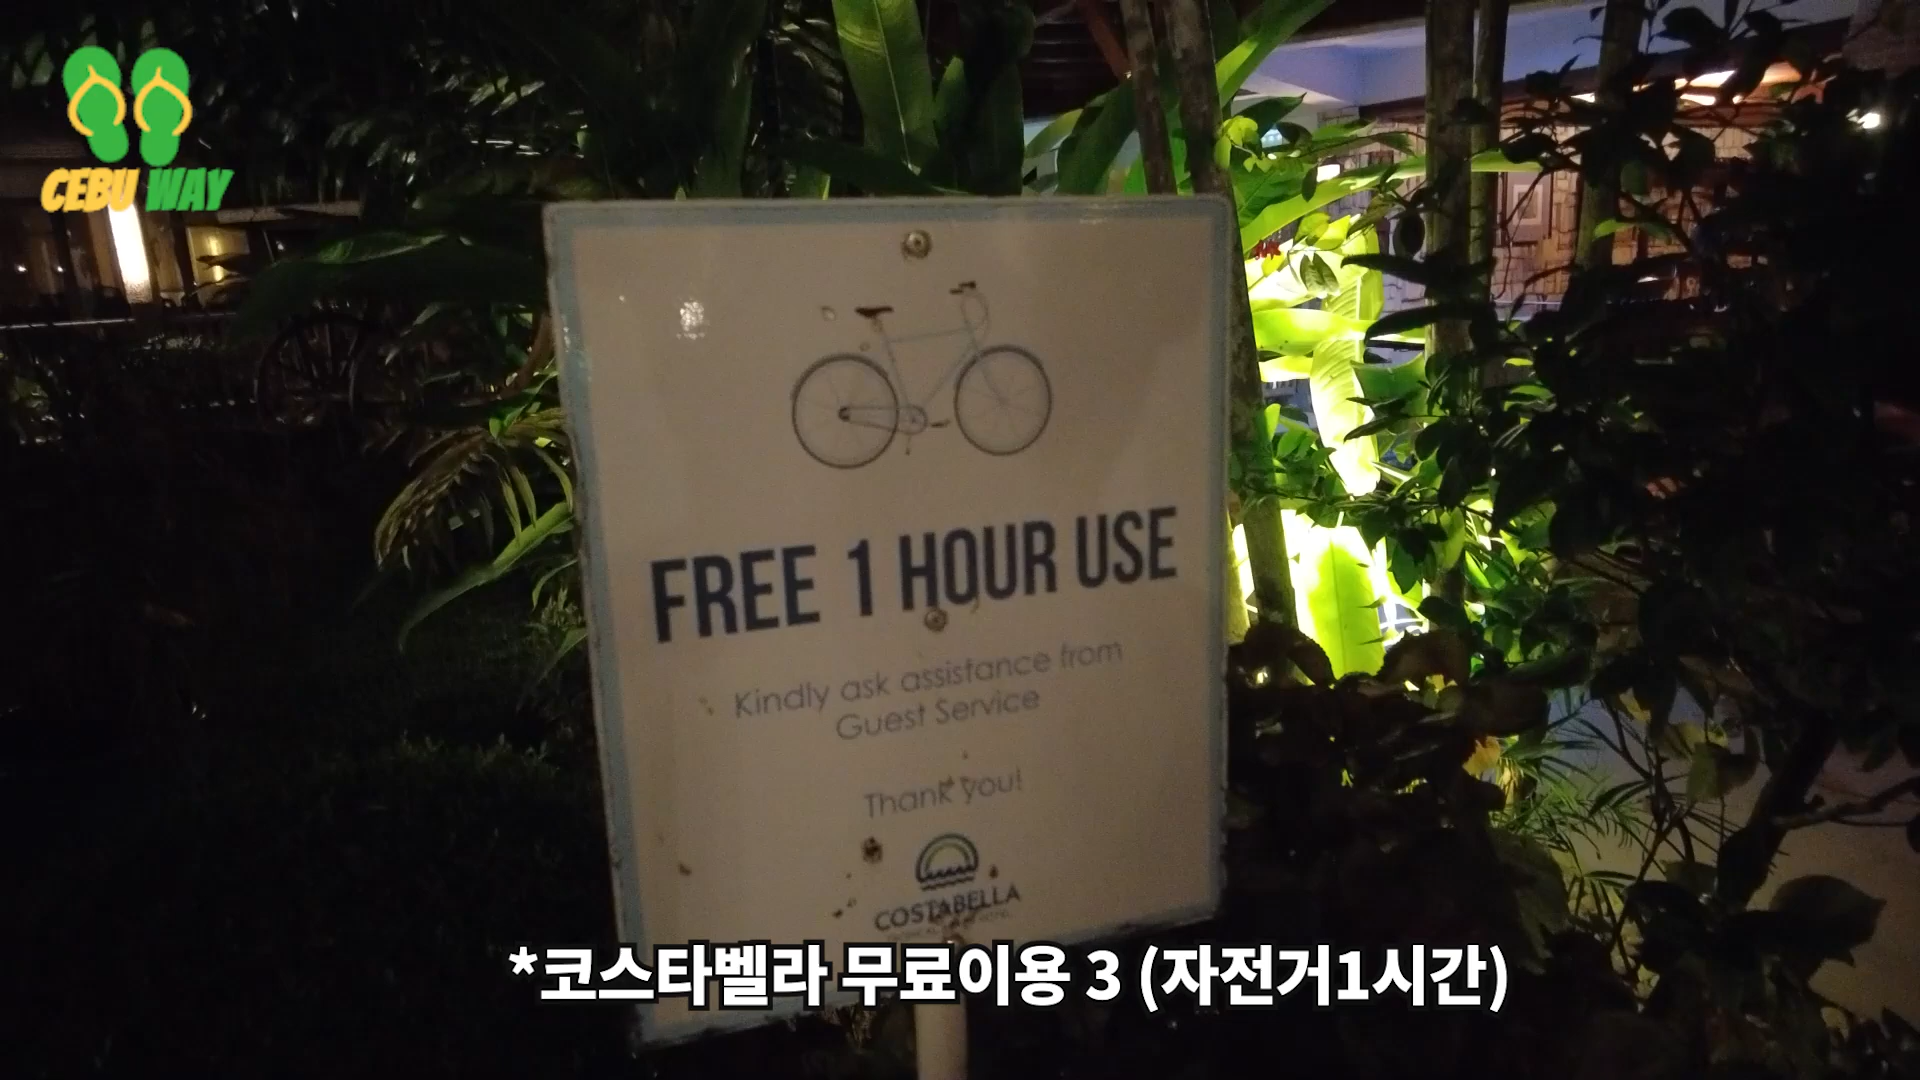 CEBU WAY
FREE 1 HOUR USE
Kindly ask assistance from
Guest Service
Thank you!
COSTABELLA
*코스타벨라 무료이용 3 (자전거1시간)